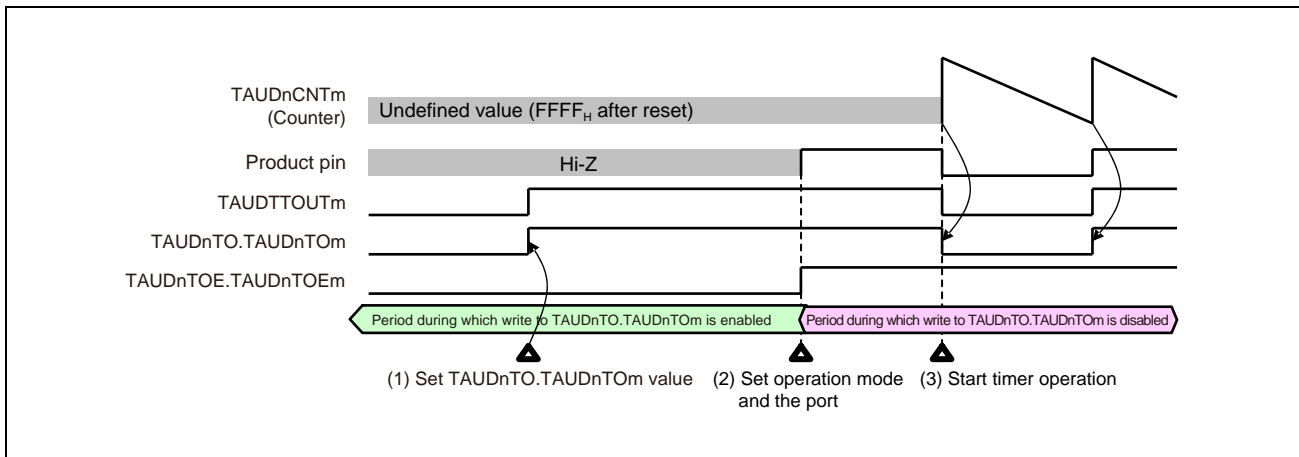 TAUDnCNTm
(Counter)
Undefined value (FFFFH after reset)
Product pin
Hi-Z
TAUDTTOUTm
TAUDnTO.TAUDnTOm
TAUDnTOE.TAUDnTOEm
Period during which write to TAUDnTO.TAUDnTOm is enabled
Period during which write to TAUDnTO.TAUDnTOm is disabled
(1) Set TAUDnTO.TAUDnTOm value
(2) Set operation mode
and the port
(3) Start timer operation